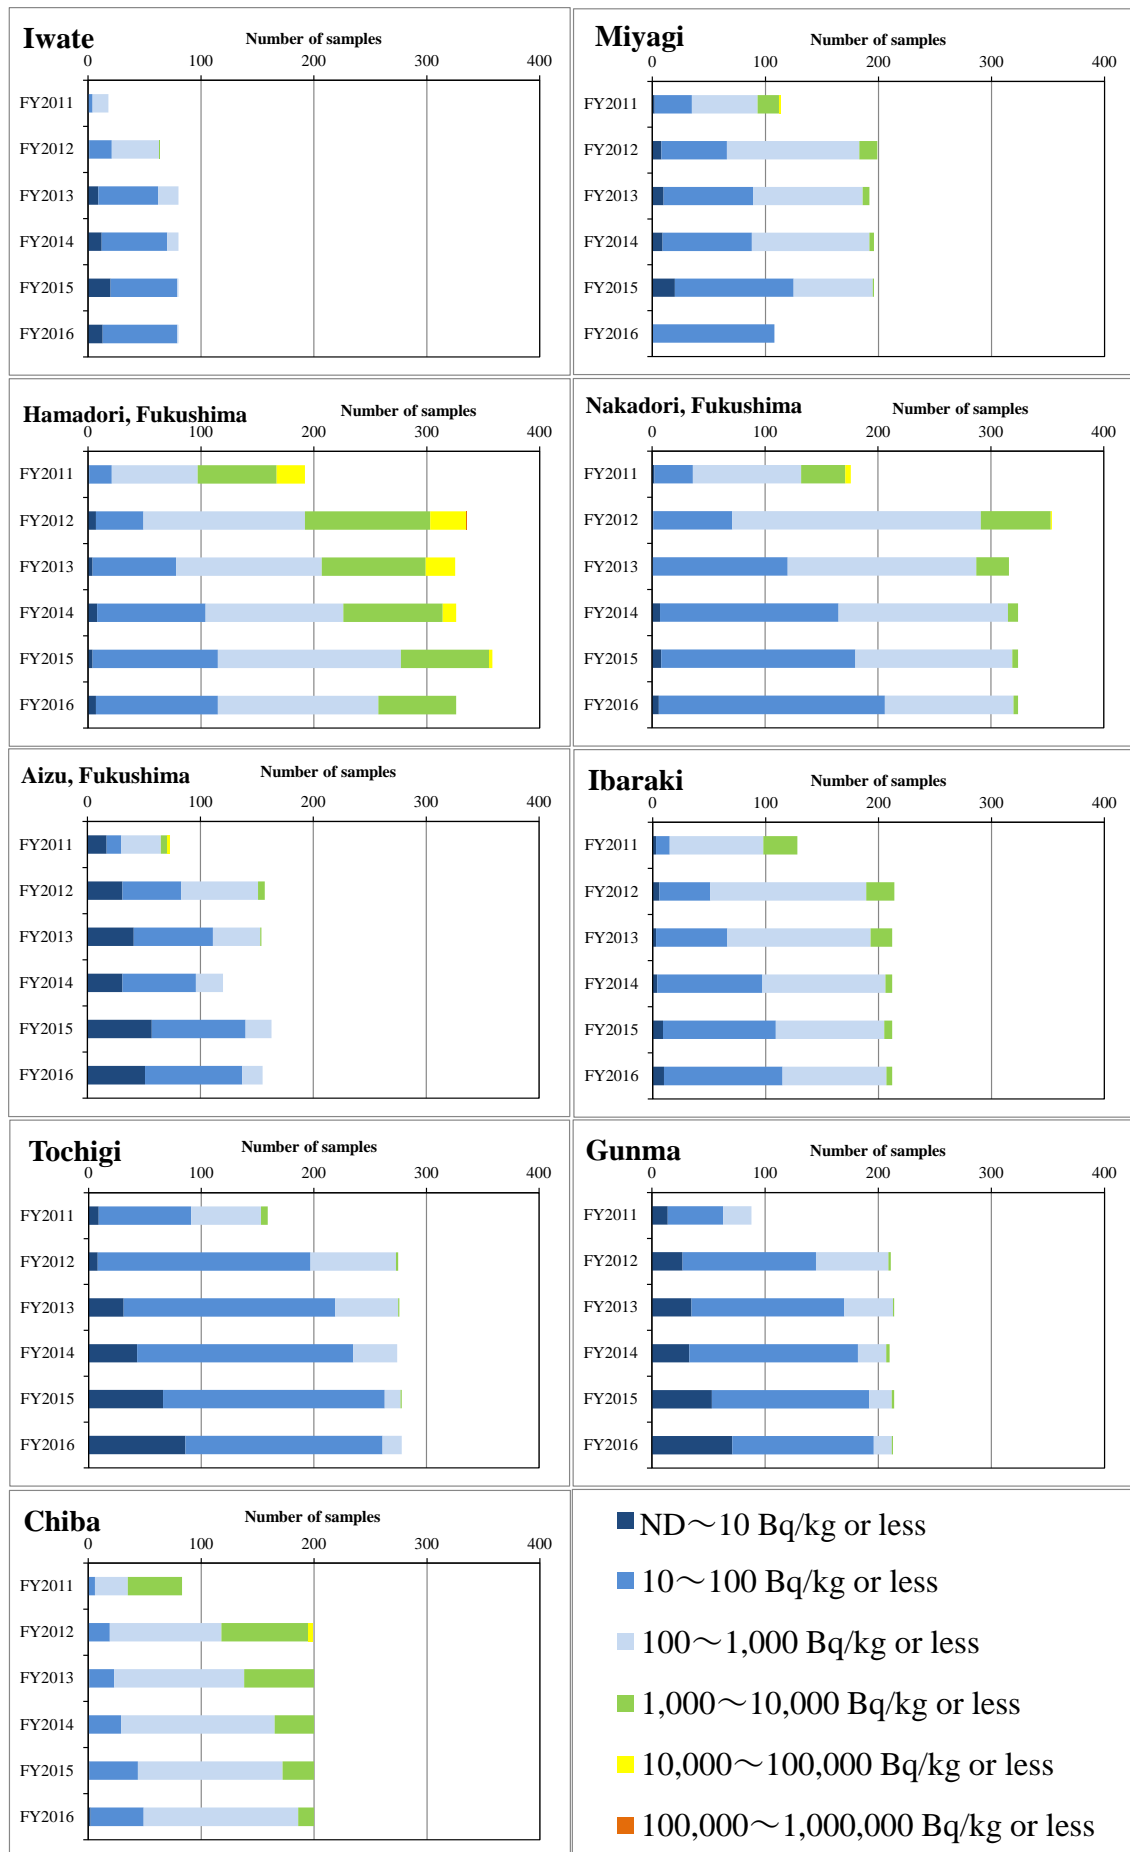 Iwate
Number of samples
0 100 200 300 400
FY2011
FY2012
FY2013
FY2014
FY2015
FY2016
Miyagi
Number of samples
0 100 200 300 400
FY2011
FY2012
FY2013
FY2014
FY2015
FY2016
Hamadori, Fukushima
Number of samples
0 100 200 300 400
FY2011
FY2012
FY2013
FY2014
FY2015
FY2016
Nakadori, Fukushima
Number of samples
0 100 200 300 400
FY2011
FY2012
FY2013
FY2014
FY2015
FY2016
Aizu, Fukushima
Number of samples
0 100 200 300 400
FY2011
FY2012
FY2013
FY2014
FY2015
FY2016
Ibaraki
Number of samples
0 100 200 300 400
FY2011
FY2012
FY2013
FY2014
FY2015
FY2016
Tochigi
Number of samples
0 100 200 300 400
FY2011
FY2012
FY2013
FY2014
FY2015
FY2016
Gunma
Number of samples
0 100 200 300 400
FY2011
FY2012
FY2013
FY2014
FY2015
FY2016
Chiba
Number of samples
0 100 200 300 400
FY2011
FY2012
FY2013
FY2014
FY2015
FY2016
ND～10 Bq/kg or less
10～100 Bq/kg or less
100～1,000 Bq/kg or less
1,000～10,000 Bq/kg or less
10,000～100,000 Bq/kg or less
100,000～1,000,000 Bq/kg or less